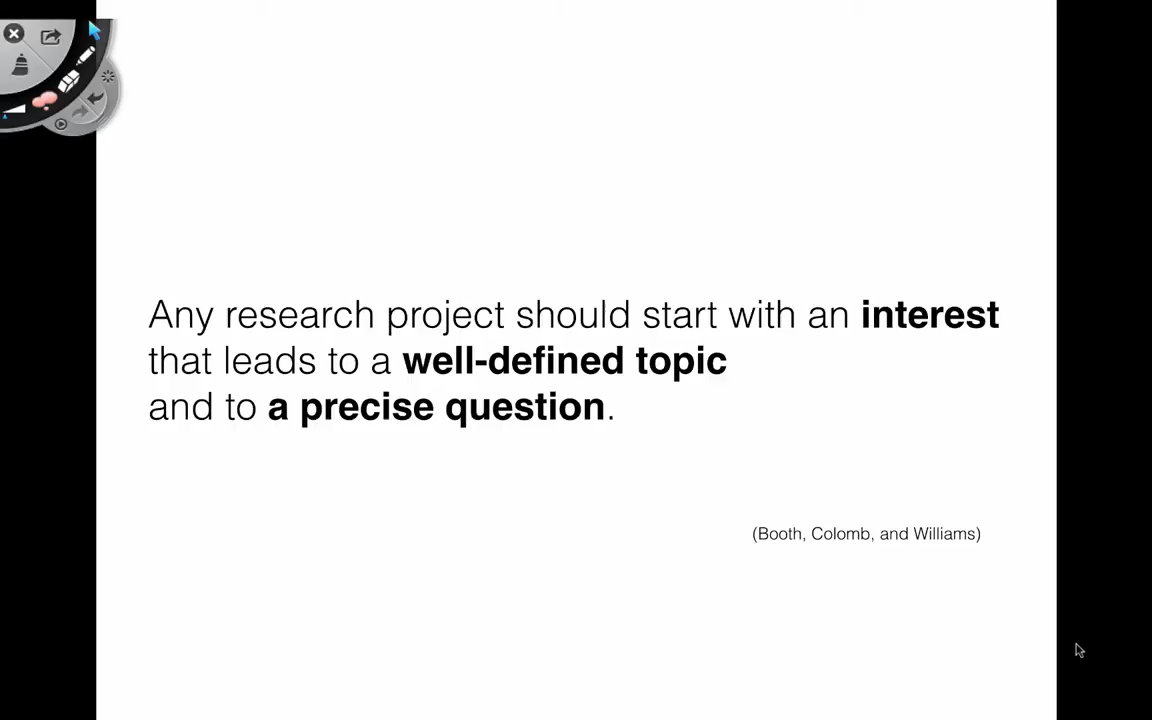 Any research project should start with an interest
that leads to a well-defined topic
and to a precise question.
(Booth, Colomb, and Williams)